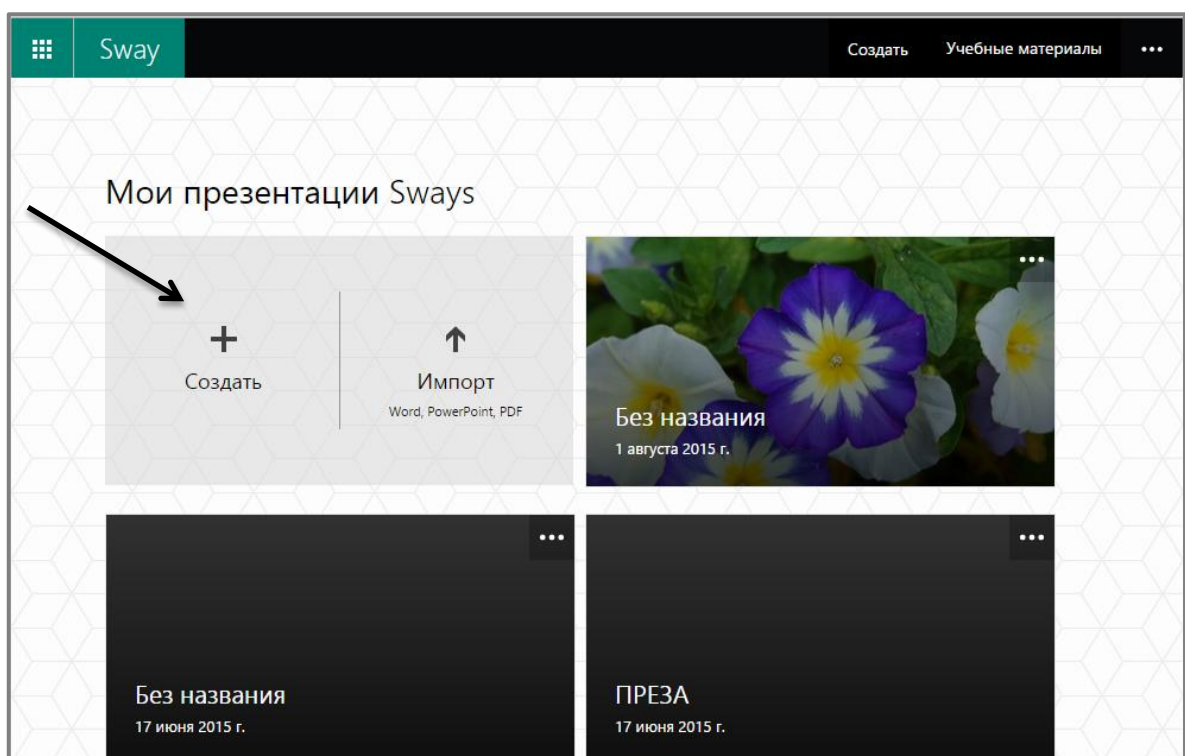 Sway
Создать
Учебные материалы
Мои презентации Sways
Создать
Импорт
Word, PowerPoint, PDF
Без названия
1 августа 2015 г.
Без названия
17 июня 2015 г.
ПРЕЗА
17 июня 2015 г.